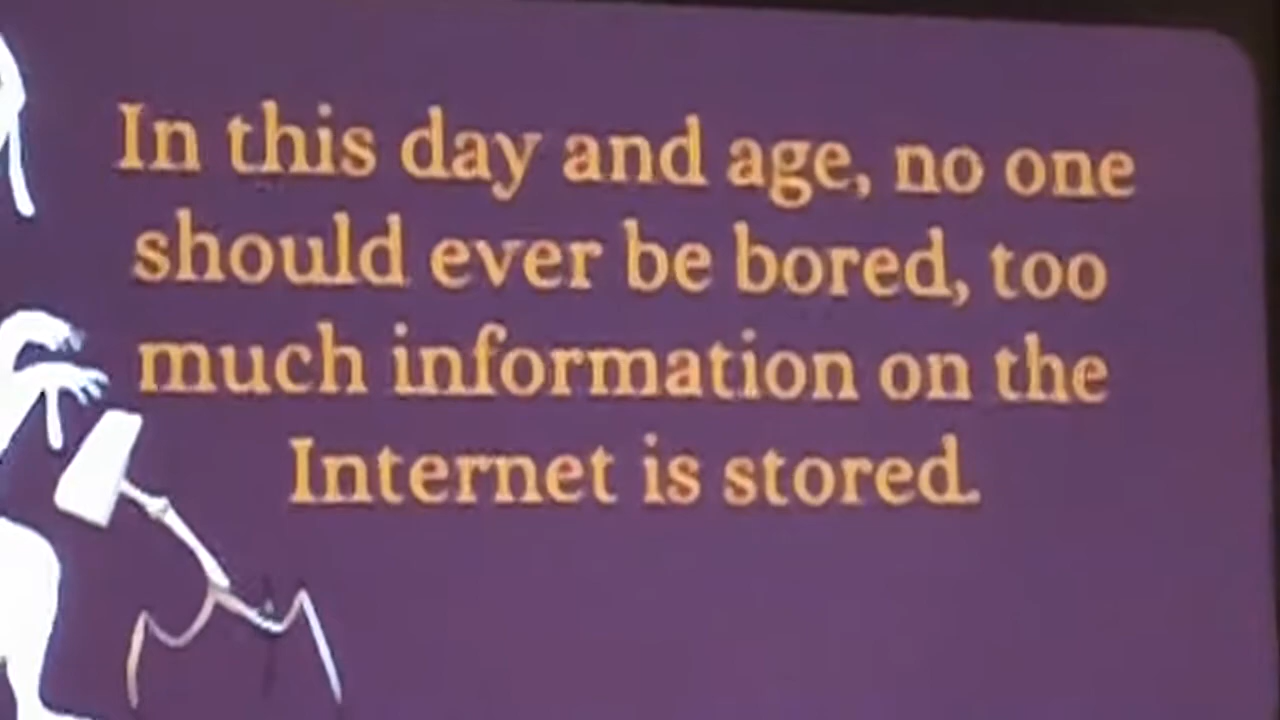 In this day and age, no one
should ever be bored, too
much information on the
Internet is stored.